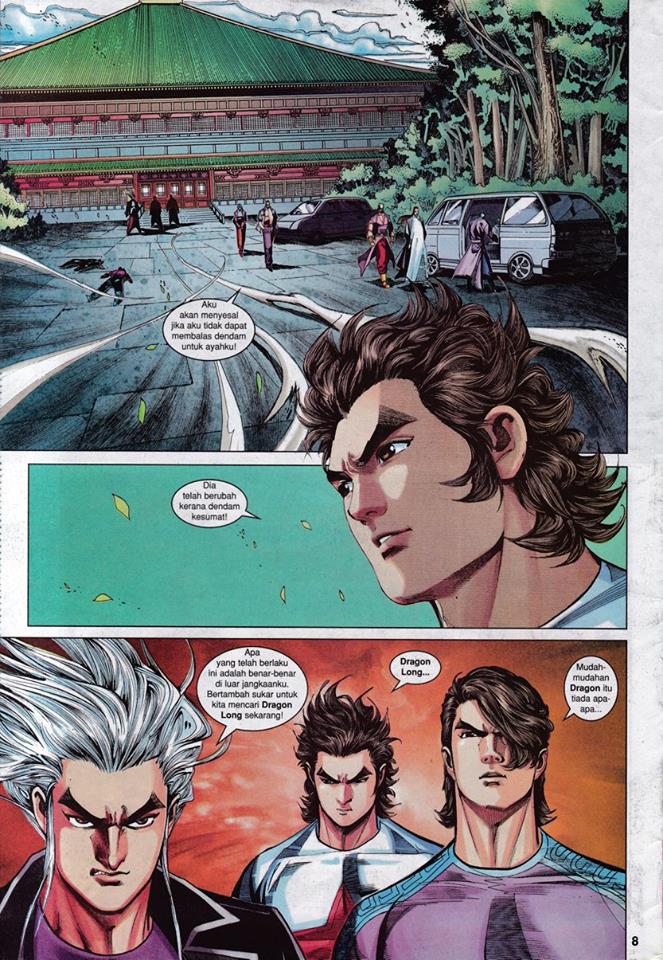 Aku
akan menyesal
jika aku tidak dapat
membalas dendam
untuk ayahku!
Dia
telah berubah
kerana dendam
kesumat!
Apa
yang telah berlaku
ini adalah benar-benar
di luar jangkaanku.
Bertambah sukar untuk
kita mencari Dragon
Long sekarang!
Dragon
Long...
Mudah-
mudahan
Dragon itu
tiada apa-
apa...
8